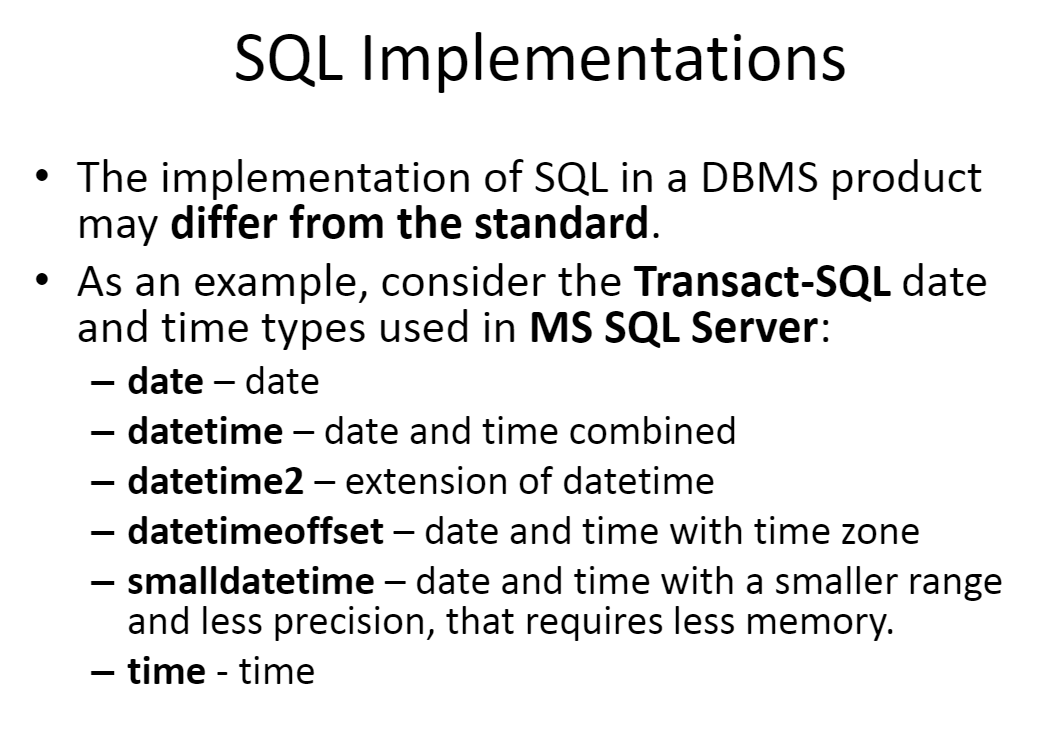 SQL Implementations
• The implementation of SQL in a DBMS product
may differ from the standard.
• As an example, consider the Transact-SQL date
and time types used in MS SQL Server:
– date – date
– datetime – date and time combined
– datetime2 – extension of datetime
– datetimeoffset – date and time with time zone
– smalldatetime – date and time with a smaller range
and less precision, that requires less memory.
– time - time